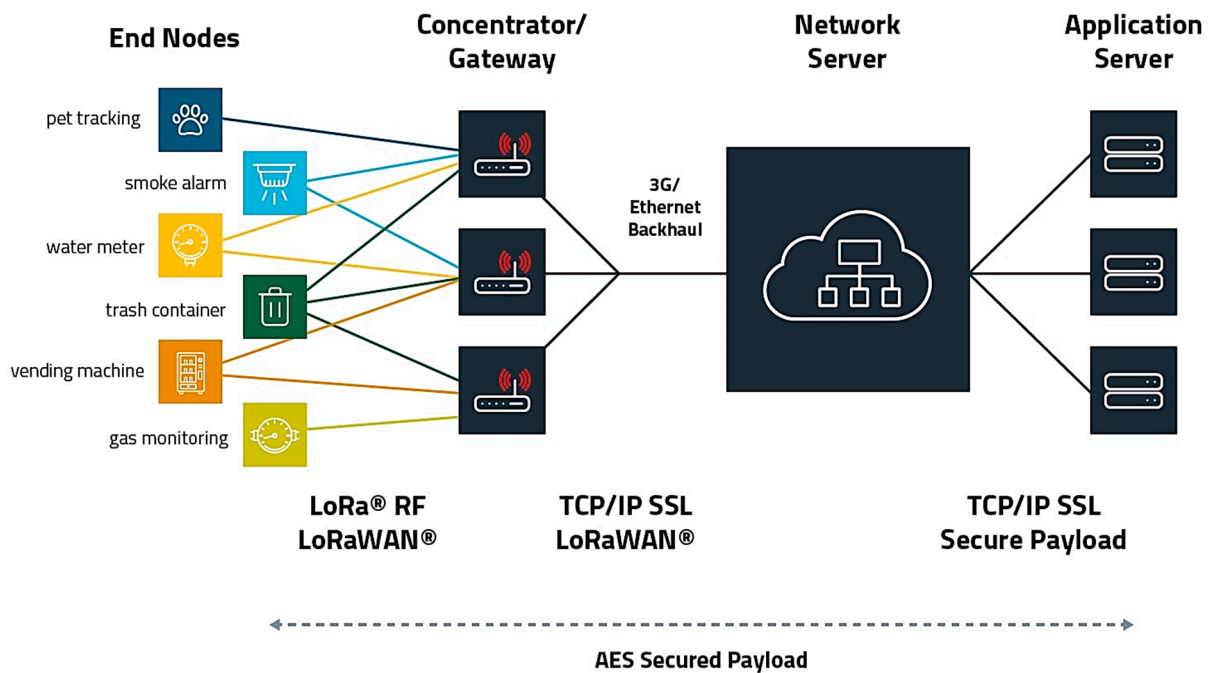 End Nodes
Concentrator/
Gateway
Network
Server
Application
Server
pet tracking
smoke alarm
water meter
trash container
vending machine
gas monitoring
3G/
Ethernet
Backhaul
LoRa® RF
LoRaWAN®
TCP/IP SSL
LoRaWAN®
TCP/IP SSL
Secure Payload
AES Secured Payload